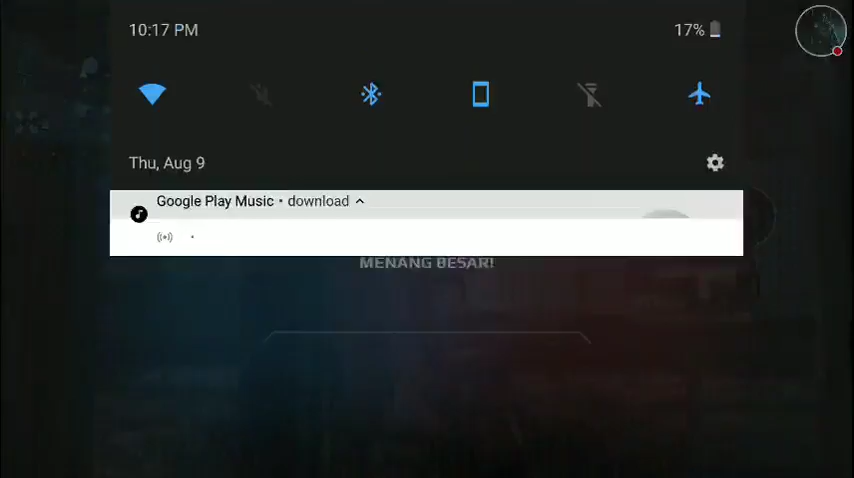 10:17 PM
17%
Thu, Aug 9
Google Play Music • download
MENANG BESAR!